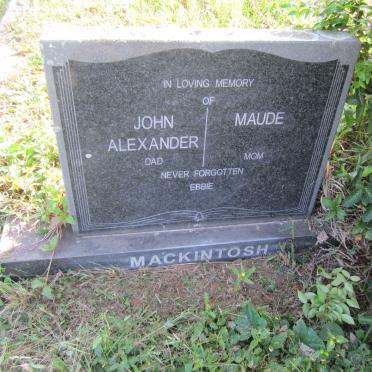 IN LOVING MEMORY
OF
JOHN
ALEXANDER
DAD
MAUDE
MOM
NEVER FORGOTTEN
EBBIE
MACKINTOSH